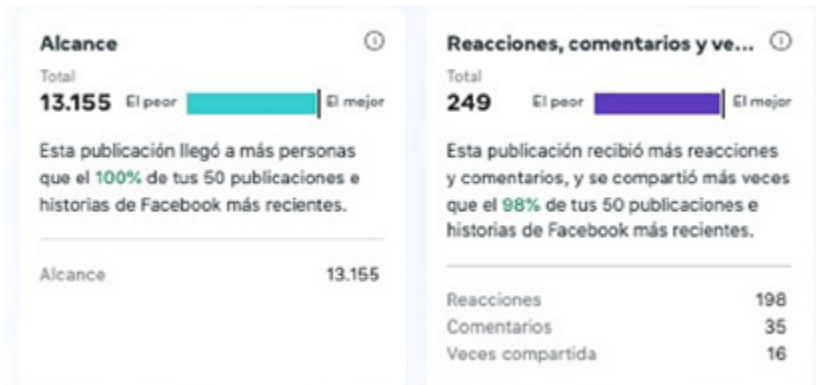 Alcance
Total
13.155 El peor El mejor
Esta publicación llegó a más personas
que el 100% de tus 50 publicaciones e
historias de Facebook más recientes.
Alcance 13.155
Reacciones, comentarios y ve...
Total
249 El peor El mejor
Esta publicación recibió más reacciones
y comentarios, y se compartió más veces
que el 98% de tus 50 publicaciones e
historias de Facebook más recientes.
Reacciones 198
Comentarios 35
Veces compartida 16